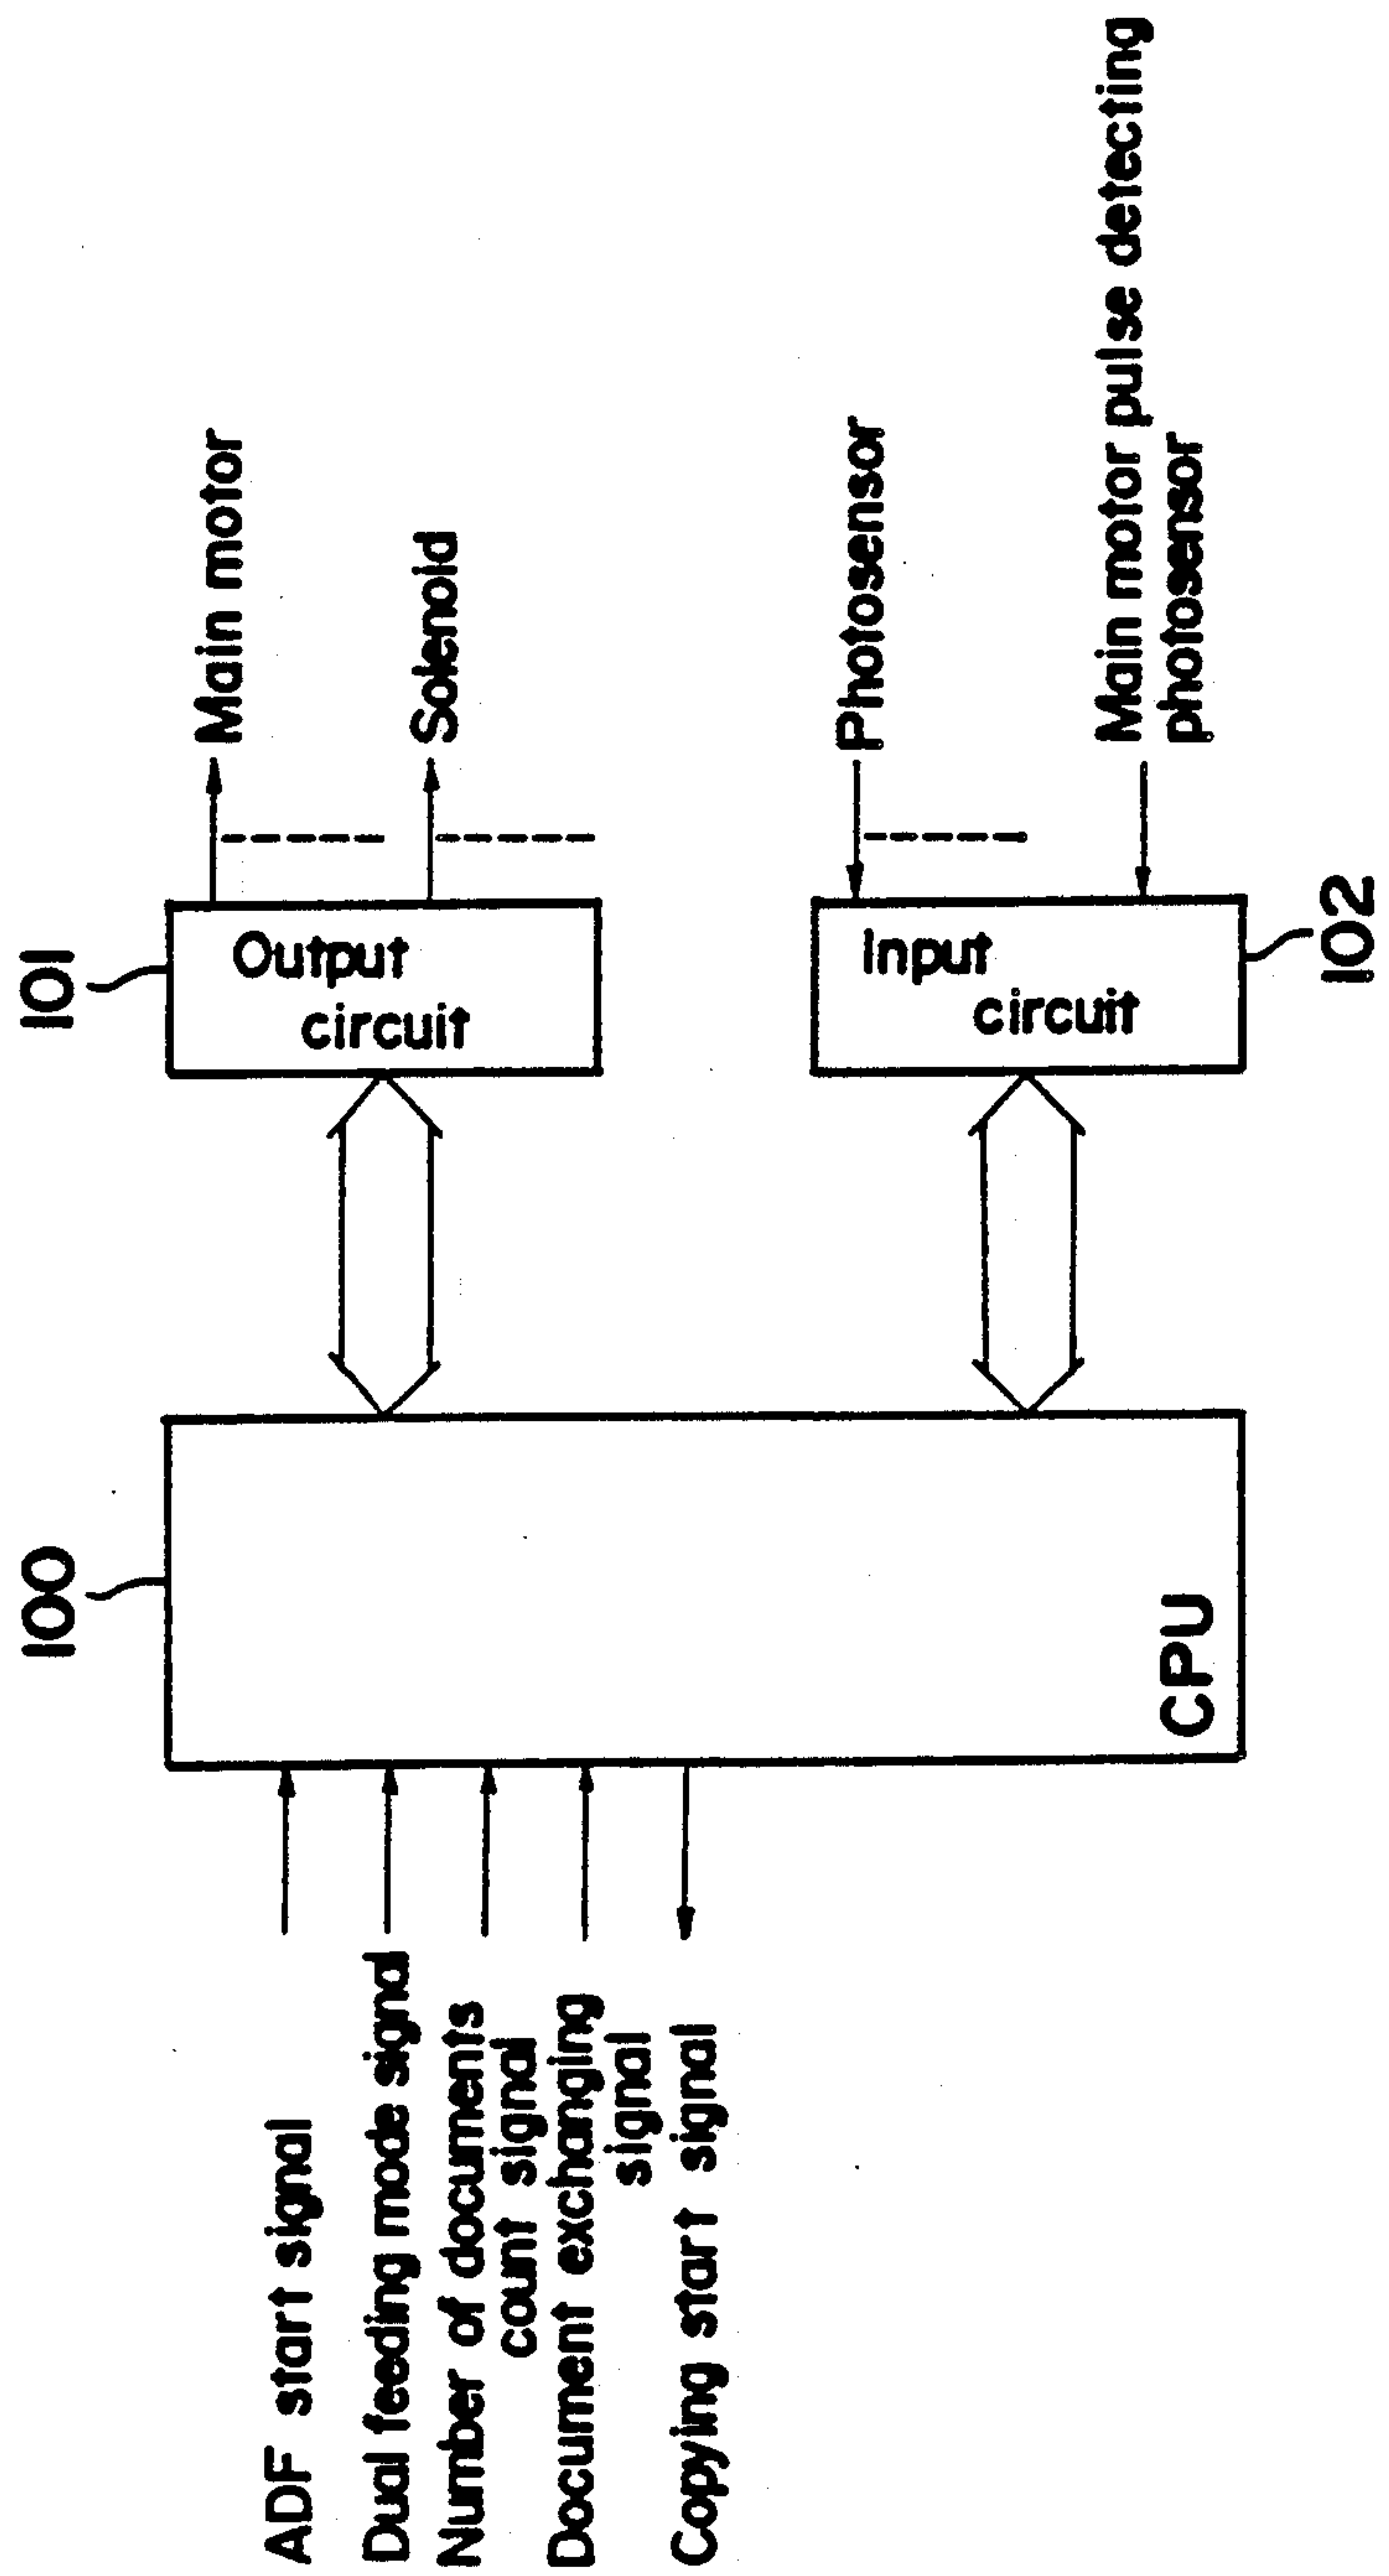 ADF start signal
Dual feeding mode signal
Number of documents
count signal
Document exchanging
signal
Copying start signal
100
CPU
101
Output
circuit
Main motor
Solenoid
Input
circuit
102
Photosensor
Main motor pulse detecting
photosensor